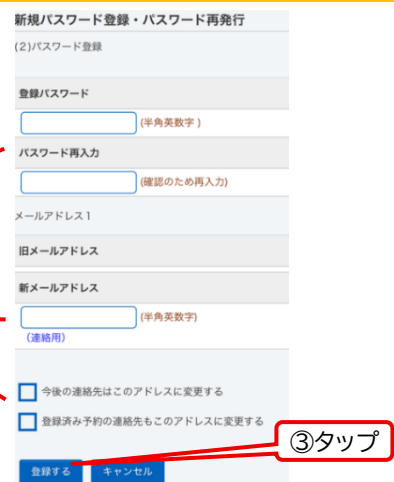 新規パスワード登録・パスワード再発行
(2)パスワード登録
登録パスワード
(半角英数字 )
パスワード再入力
(確認のため再入力)
メールアドレス1
旧メールアドレス
新メールアドレス
(半角英数字)
(連絡用)
今後の連絡先はこのアドレスに変更する
登録済み予約の連絡先もこのアドレスに変更する
③タップ
登録する キャンセル